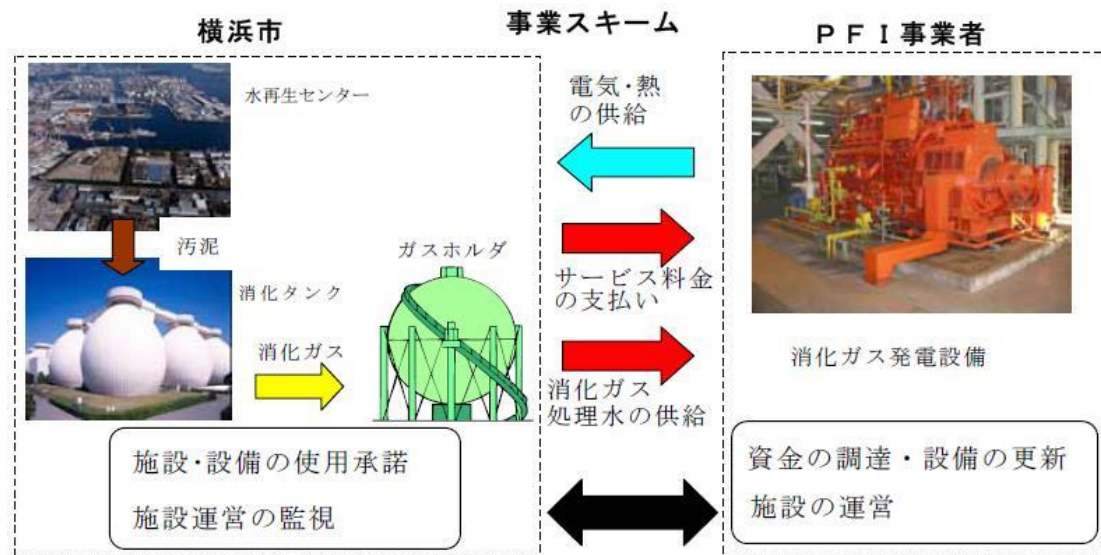 事業スキーム
横浜市
ＰＦＩ事業者
水再生センター
汚泥
消化タンク
消化ガス
ガスホルダ
電気・熱
の供給
サービス料金
の支払い
消化ガス
処理水の供給
消化ガス発電設備
施設・設備の使用承諾
施設運営の監視
資金の調達・設備の更新
施設の運営